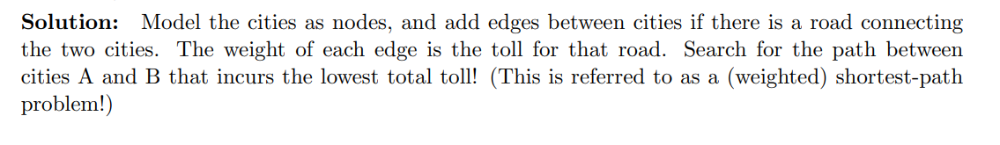 Solution: Model the cities as nodes, and add edges between cities if there is a road connecting
the two cities. The weight of each edge is the toll for that road. Search for the path between
cities A and B that incurs the lowest total toll! (This is referred to as a (weighted) shortest-path
problem!)